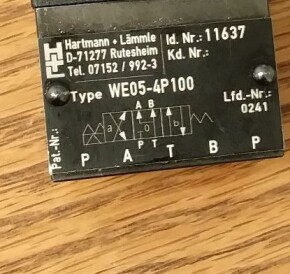 Hartmann + Lämmle Id. Nr.: 11637
D-71277 Rutesheim Kd. Nr.:
Tel. 07152 / 992-3
Type WE05-4P100
Lfd.-Nr.:
0241
A B
a 0 b
P T
Pat.-Nr.:
P A T B P